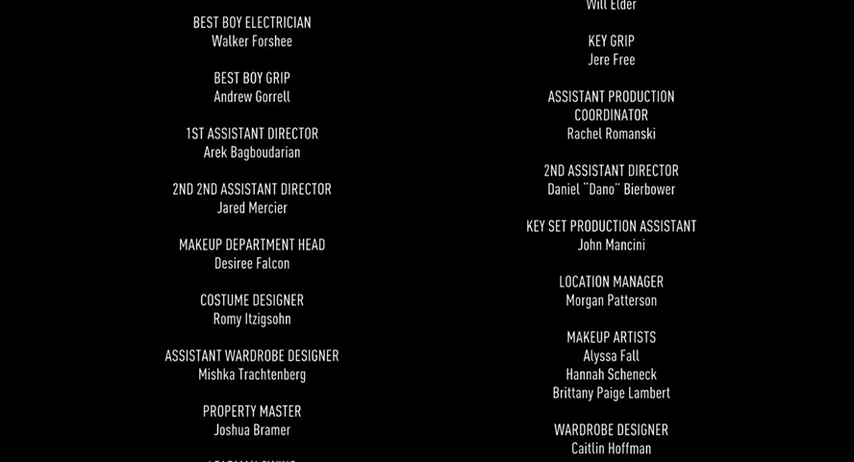 BEST BOY ELECTRICIAN
Walker Forshee
BEST BOY GRIP
Andrew Gorrell
1ST ASSISTANT DIRECTOR
Arek Bagboudarian
2ND 2ND ASSISTANT DIRECTOR
Jared Mercier
MAKEUP DEPARTMENT HEAD
Desiree Falcon
COSTUME DESIGNER
Romy Itzigsohn
ASSISTANT WARDROBE DESIGNER
Mishka Trachtenberg
PROPERTY MASTER
Joshua Bramer
Will Elder
KEY GRIP
Jere Free
ASSISTANT PRODUCTION
COORDINATOR
Rachel Romanski
2ND ASSISTANT DIRECTOR
Daniel "Dano" Bierbower
KEY SET PRODUCTION ASSISTANT
John Mancini
LOCATION MANAGER
Morgan Patterson
MAKEUP ARTISTS
Alyssa Fall
Hannah Scheneck
Brittany Paige Lambert
WARDROBE DESIGNER
Caitlin Hoffman